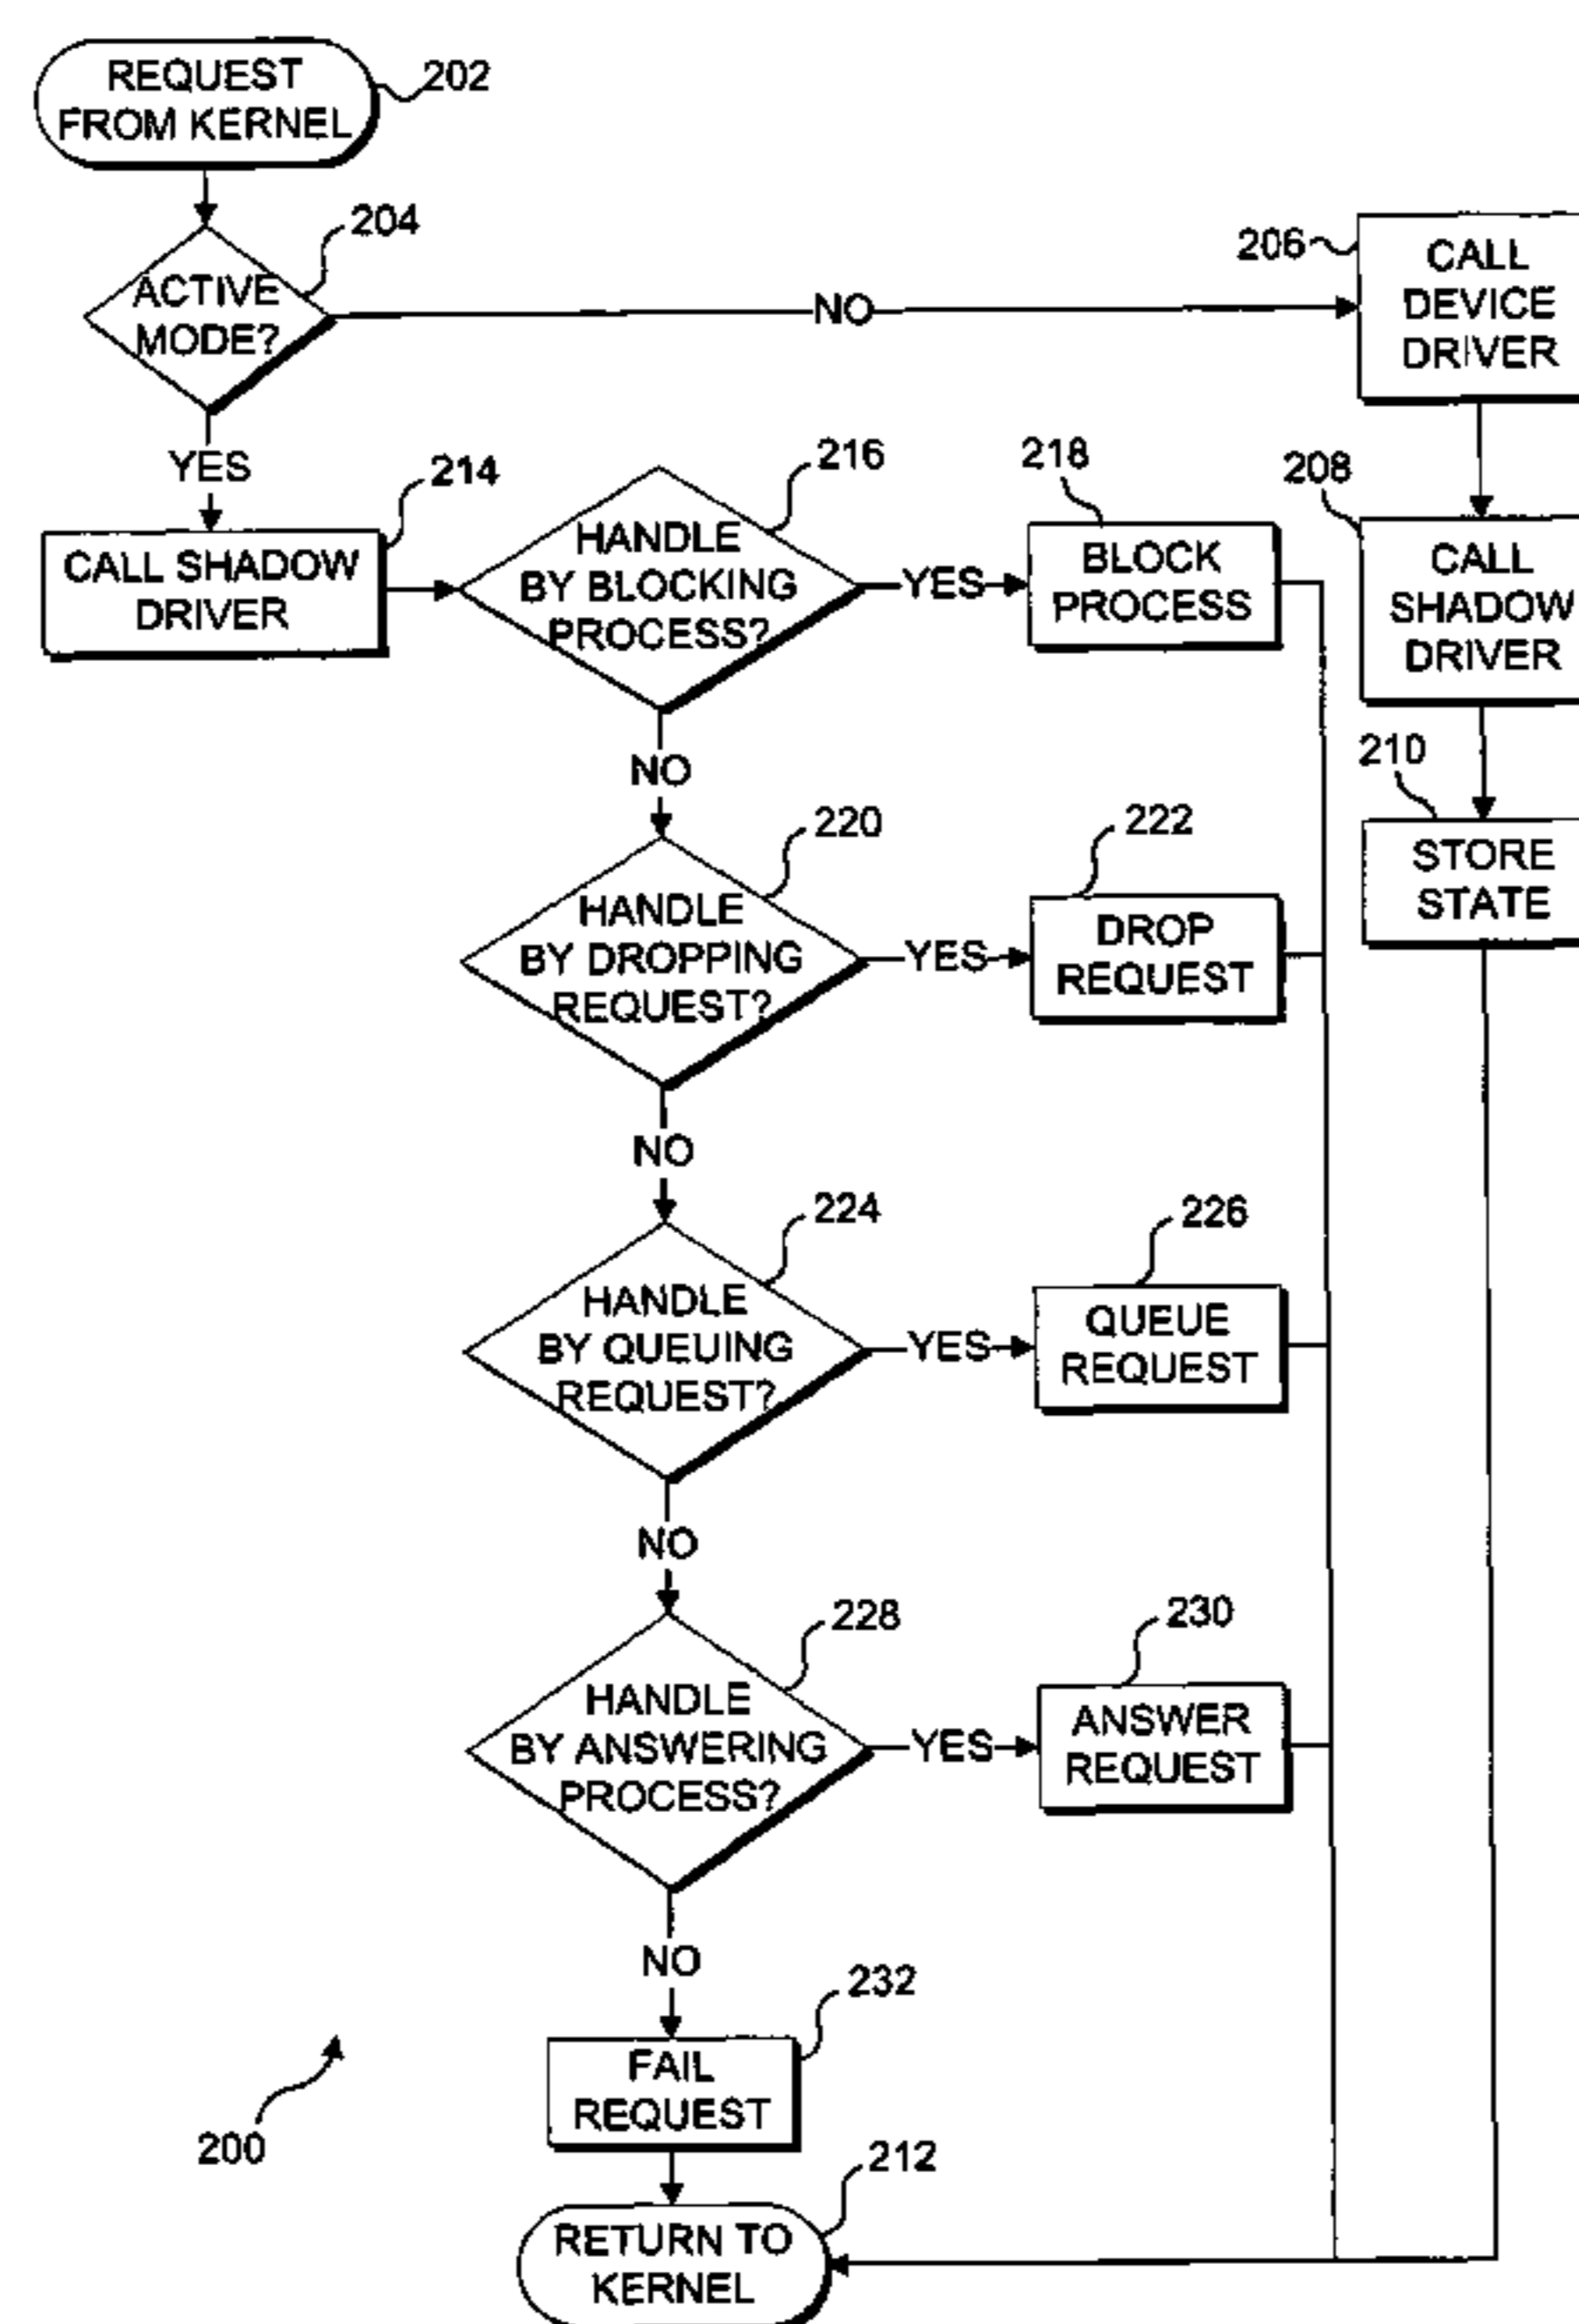 REQUEST
FROM KERNEL
202
204
ACTIVE
MODE?
NO
206
CALL
DEVICE
DRIVER
YES
214
CALL SHADOW
DRIVER
216
HANDLE
BY BLOCKING
PROCESS?
YES
218
BLOCK
PROCESS
208
CALL
SHADOW
DRIVER
NO
210
STORE
STATE
220
HANDLE
BY DROPPING
REQUEST?
YES
222
DROP
REQUEST
NO
224
HANDLE
BY QUEUING
REQUEST?
YES
226
QUEUE
REQUEST
NO
228
HANDLE
BY ANSWERING
PROCESS?
YES
230
ANSWER
REQUEST
NO
232
FAIL
REQUEST
200
212
RETURN TO
KERNEL